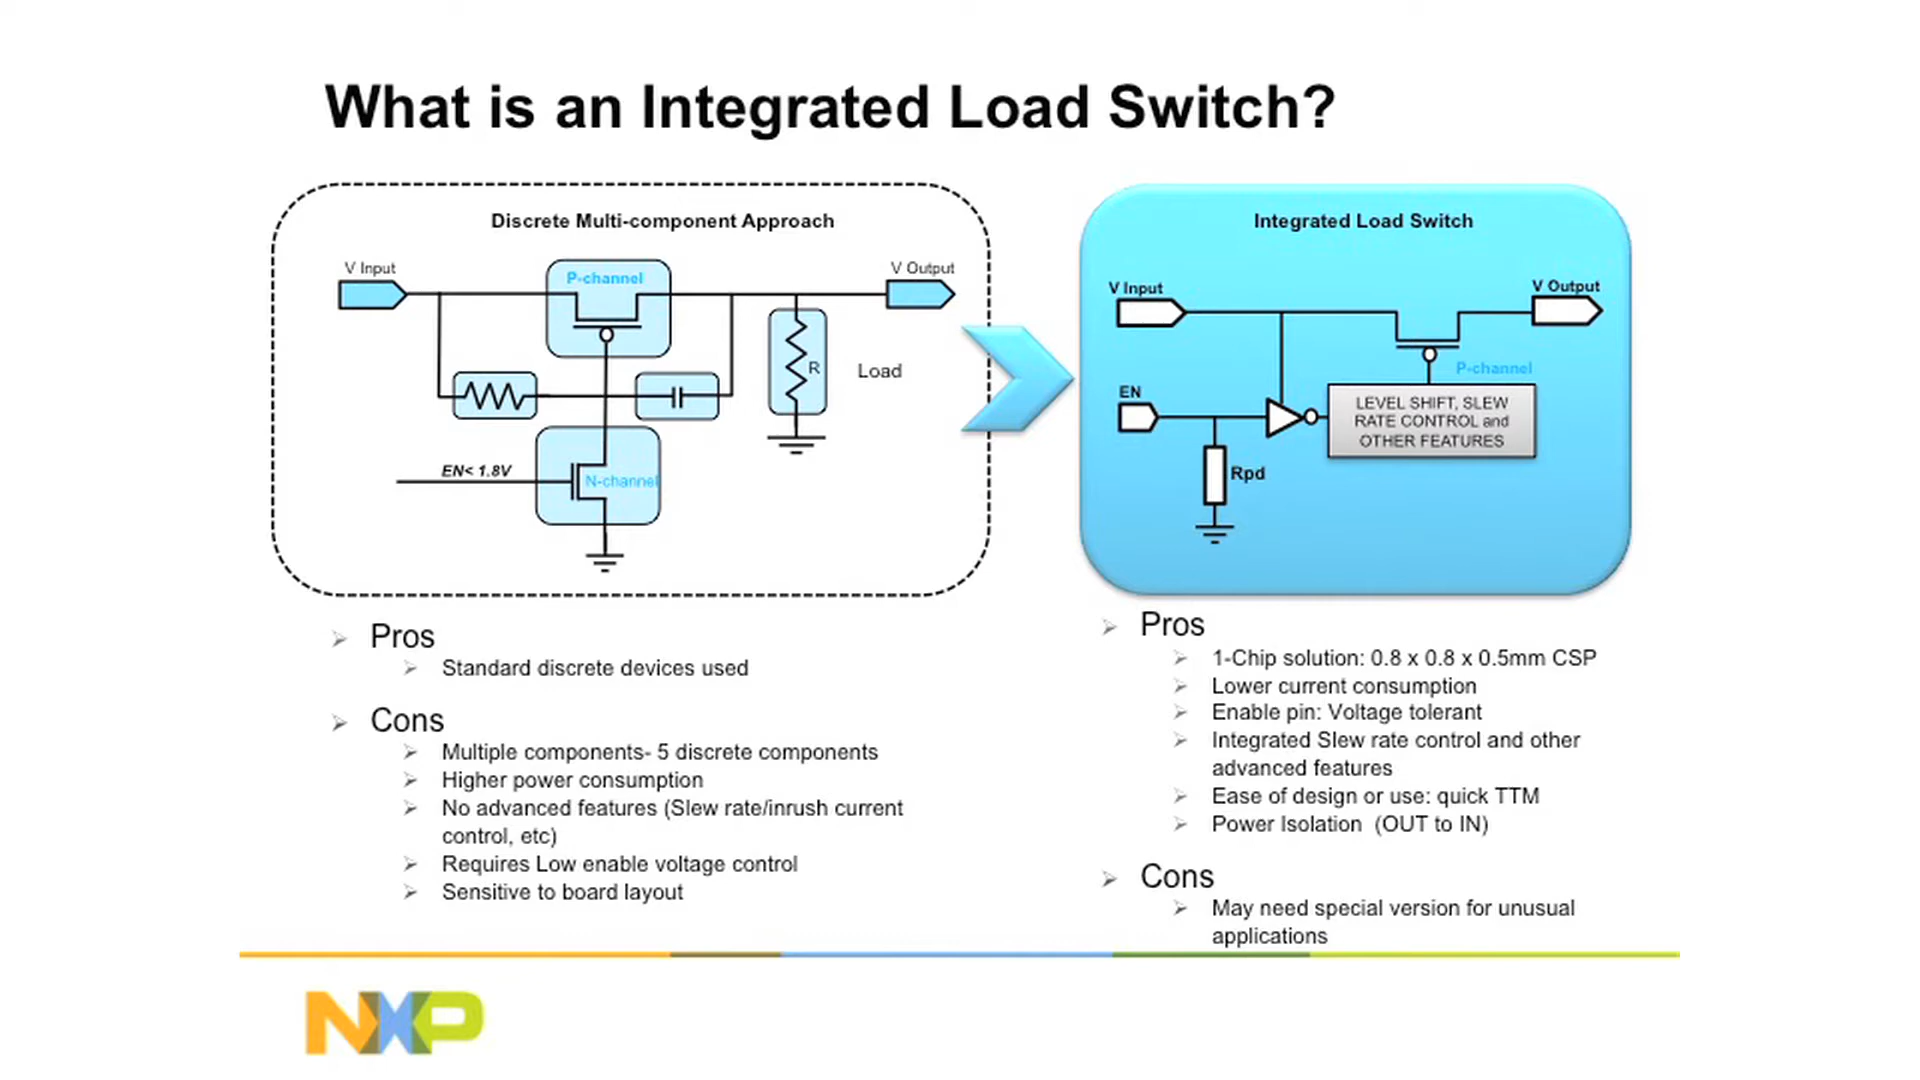 What is an Integrated Load Switch?
Discrete Multi-component Approach
V Input
P-channel
V Output
R
Load
EN< 1.8V
N-channel
Integrated Load Switch
V Input
V Output
P-channel
EN
LEVEL SHIFT, SLEW
RATE CONTROL and
OTHER FEATURES
Rpd
Pros
Standard discrete devices used
Cons
Multiple components- 5 discrete components
Higher power consumption
No advanced features (Slew rate/inrush current
control, etc)
Requires Low enable voltage control
Sensitive to board layout
Pros
1-Chip solution: 0.8 x 0.8 x 0.5mm CSP
Lower current consumption
Enable pin: Voltage tolerant
Integrated Slew rate control and other
advanced features
Ease of design or use: quick TTM
Power Isolation  (OUT to IN)
Cons
May need special version for unusual
applications
NXP